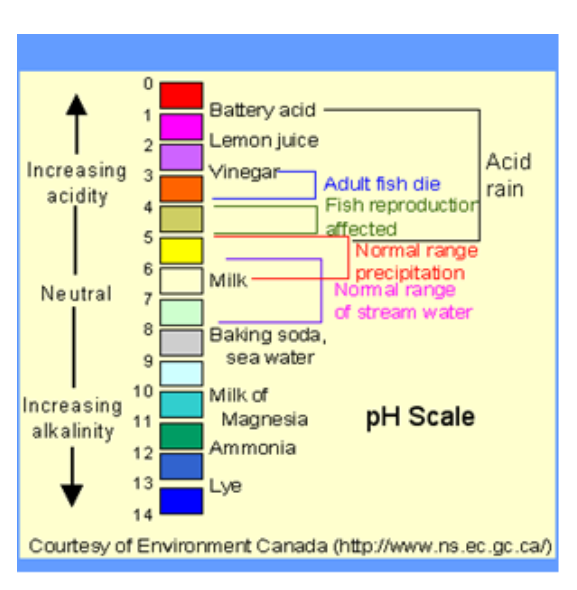 0
1
Battery acid
2
Lemon juice
Increasing
acidity
3
Vinegar
Acid
rain
Adult fish die
4
Fish reproduction
affected
5
Normal range
precipitation
6
Neutral
Milk
Normal range
of stream water
7
8
Baking soda,
sea water
9
10
Increasing
alkalinity
Milk of
Magnesia
pH Scale
11
Ammonia
12
13
Lye
14
Courtesy of Environment Canada (http://www.ns.ec.gc.ca/)